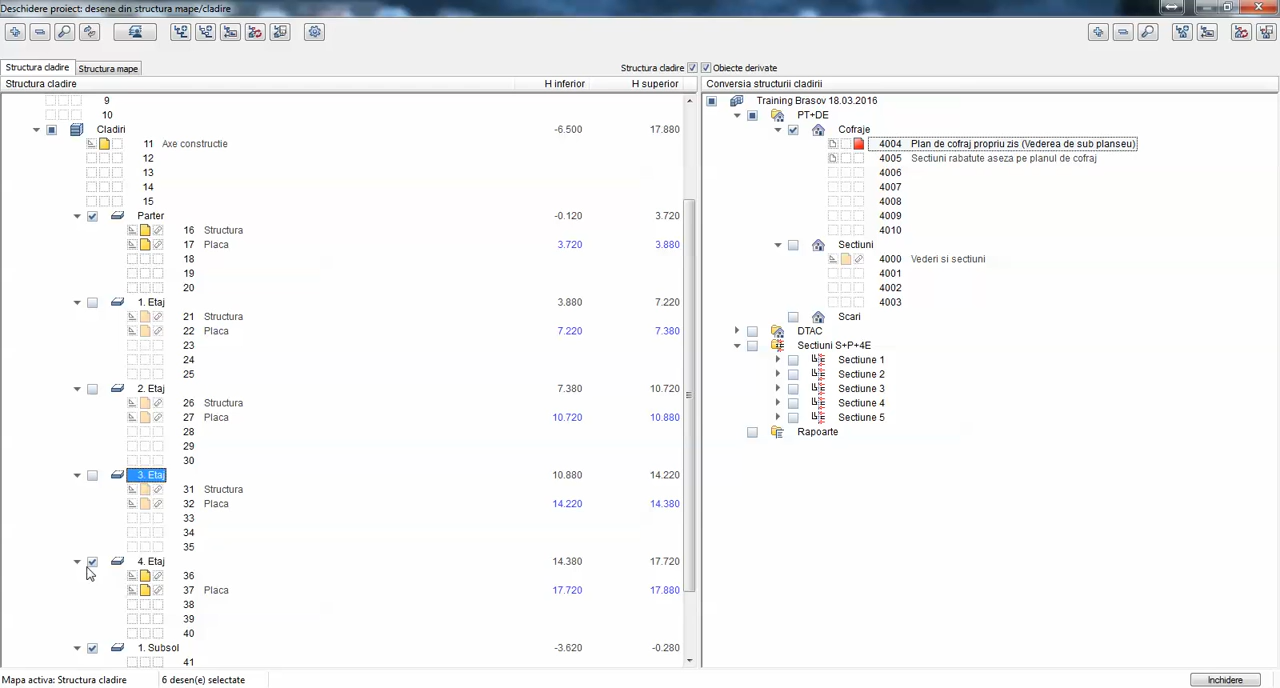 Deschidere proiect: desene din structura mape/cladire
Structura cladire Structura mape Structura cladire Obiecte derivate
Structura cladire H inferior H superior
9
10
Cladiri -6.500 17.880
11 Axe constructie
12
13
14
15
Parter -0.120 3.720
16 Structura
17 Placa 3.720 3.880
18
19
20
1. Etaj 3.880 7.220
21 Structura
22 Placa 7.220 7.380
23
24
25
2. Etaj 7.380 10.720
26 Structura
27 Placa 10.720 10.880
28
29
30
3. Etaj 10.880 14.220
31 Structura
32 Placa 14.220 14.380
33
34
35
4. Etaj 14.380 17.720
36
37 Placa 17.720 17.880
38
39
40
1. Subsol -3.620 -0.280
41
Conversia structurii cladirii
Training Brasov 18.03.2016
PT+DE
Cofraje
4004 Plan de cofraj propriu zis (Vederea de sub planseu)
4005 Sectiuni rabatute aseza pe planul de cofraj
4006
4007
4008
4009
4010
Sectiuni
4000 Vederi si sectiuni
4001
4002
4003
Scari
DTAC
Sectiuni S+P+4E
Sectiune 1
Sectiune 2
Sectiune 3
Sectiune 4
Sectiune 5
Rapoarte
Mapa activa: Structura cladire 6 desen(e) selectate Inchidere